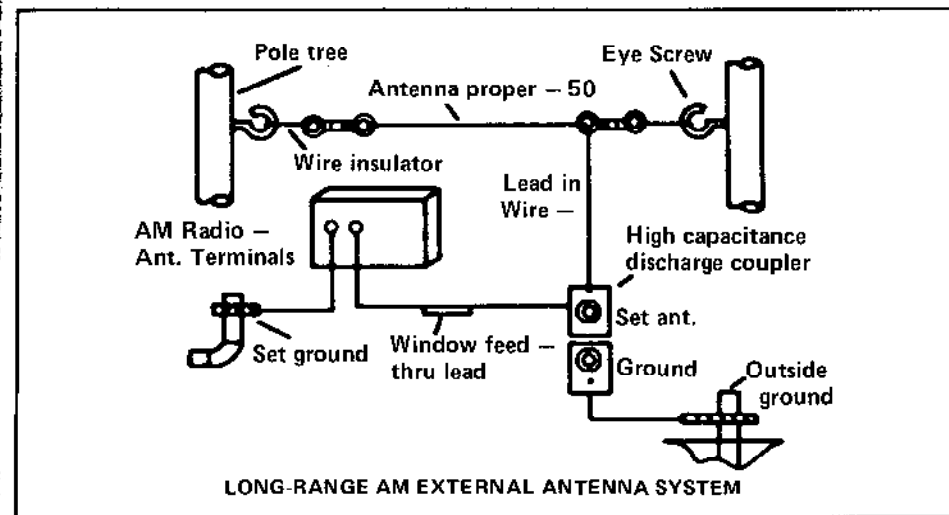 Pole tree
Eye Screw
Antenna proper – 50
Wire insulator
Lead in
Wire –
AM Radio –
Ant. Terminals
High capacitance
discharge coupler
Set ant.
Set ground
Window feed –
thru lead
Ground
Outside
ground
LONG-RANGE AM EXTERNAL ANTENNA SYSTEM